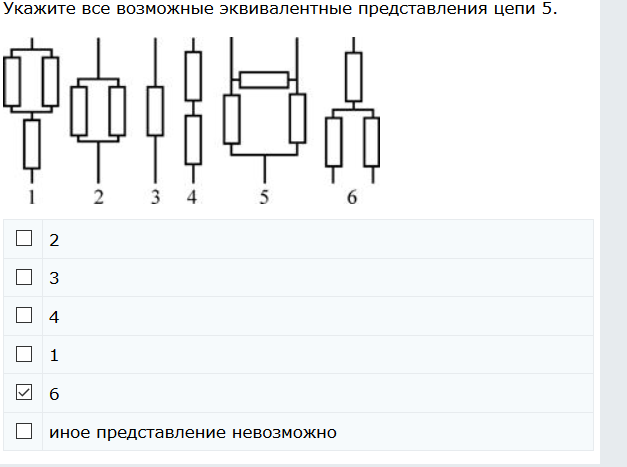 Укажите все возможные эквивалентные представления цепи 5.
1 2 3 4 5 6
2
3
4
1
6
иное представление невозможно